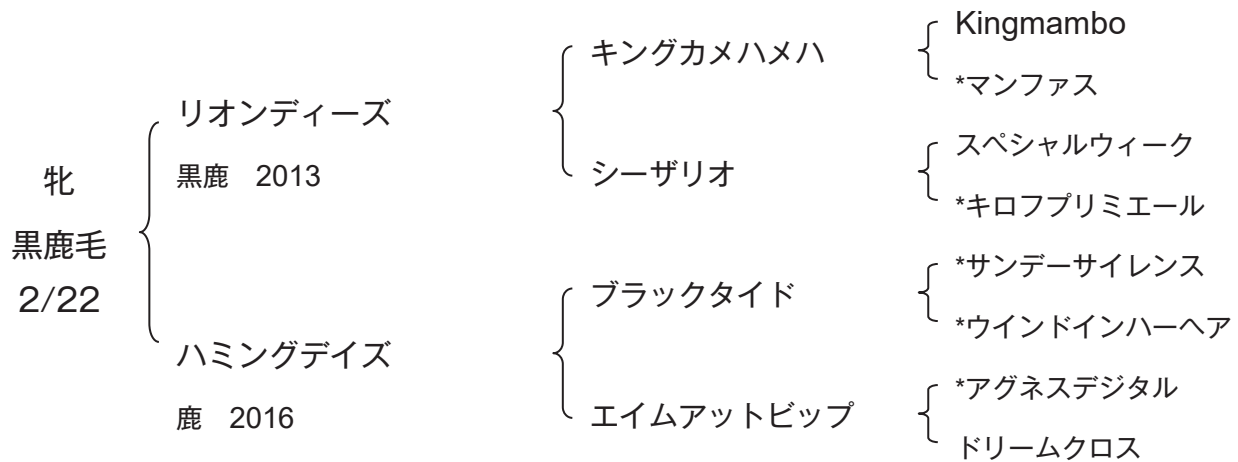 牝
黒鹿毛
2/22
リオンディーズ
黒鹿 2013
ハミングデイズ
鹿 2016
キングカメハメハ
シーザリオ
ブラックタイド
エイムアットビップ
Kingmambo
*マンファス
スペシャルウィーク
*キロフプリミエール
*サンデーサイレンス
*ウインドインハーヘア
*アグネスデジタル
ドリームクロス